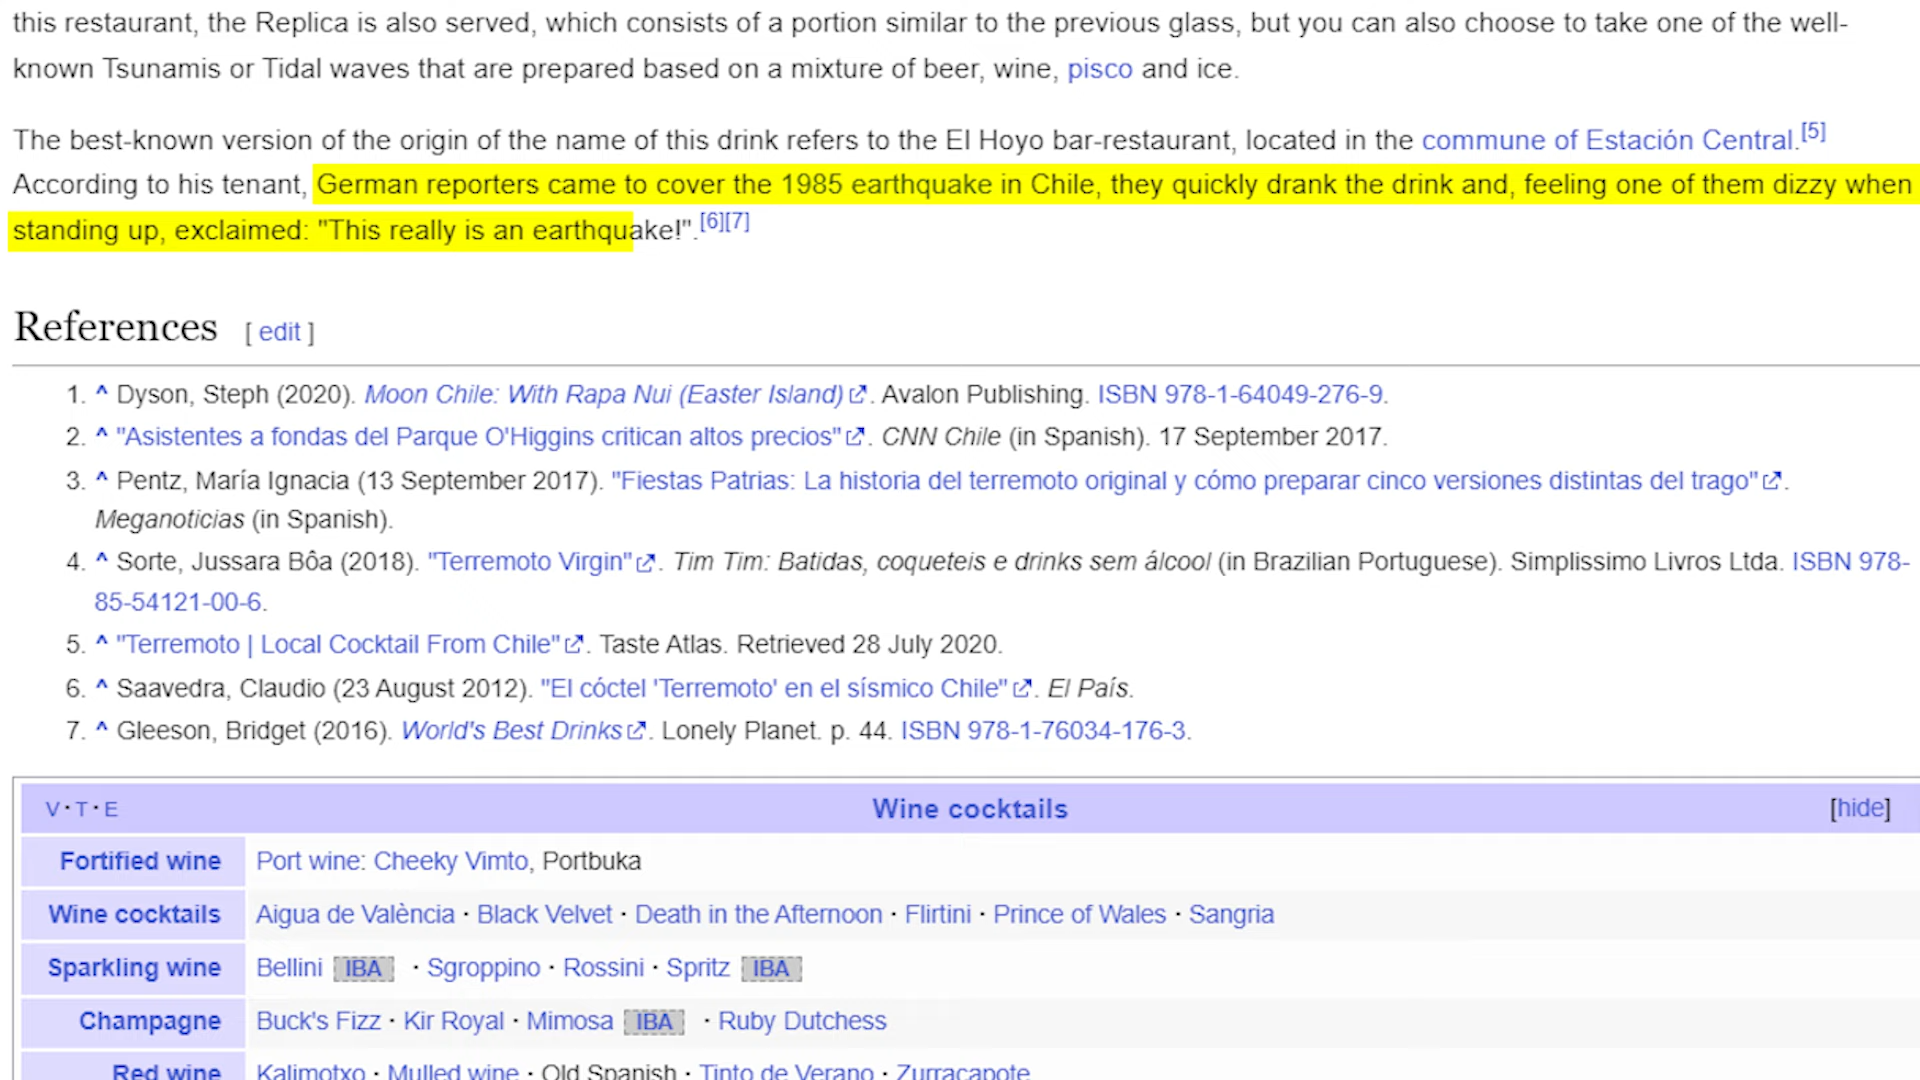 this restaurant, the Replica is also served, which consists of a portion similar to the previous glass, but you can also choose to take one of the well-
known Tsunamis or Tidal waves that are prepared based on a mixture of beer, wine, pisco and ice.
The best-known version of the origin of the name of this drink refers to the El Hoyo bar-restaurant, located in the commune of Estación Central.[5]
According to his tenant, German reporters came to cover the 1985 earthquake in Chile, they quickly drank the drink and, feeling one of them dizzy when
standing up, exclaimed: "This really is an earthquake!".[6][7]
References [ edit ]
1. ^ Dyson, Steph (2020). Moon Chile: With Rapa Nui (Easter Island). Avalon Publishing. ISBN 978-1-64049-276-9.
2. ^ "Asistentes a fondas del Parque O'Higgins critican altos precios". CNN Chile (in Spanish). 17 September 2017.
3. ^ Pentz, María Ignacia (13 September 2017). "Fiestas Patrias: La historia del terremoto original y cómo preparar cinco versiones distintas del trago".
Meganoticias (in Spanish).
4. ^ Sorte, Jussara Bôa (2018). "Terremoto Virgin". Tim Tim: Batidas, coqueteis e drinks sem álcool (in Brazilian Portuguese). Simplissimo Livros Ltda. ISBN 978-
85-54121-00-6.
5. ^ "Terremoto | Local Cocktail From Chile". Taste Atlas. Retrieved 28 July 2020.
6. ^ Saavedra, Claudio (23 August 2012). "El cóctel 'Terremoto' en el sísmico Chile". El País.
7. ^ Gleeson, Bridget (2016). World's Best Drinks. Lonely Planet. p. 44. ISBN 978-1-76034-176-3.
V · T · E Wine cocktails [hide]
Fortified wine Port wine: Cheeky Vimto, Portbuka
Wine cocktails Aigua de València · Black Velvet · Death in the Afternoon · Flirtini · Prince of Wales · Sangria
Sparkling wine Bellini IBA · Sgroppino · Rossini · Spritz IBA
Champagne Buck's Fizz · Kir Royal · Mimosa IBA · Ruby Dutchess
Red wine Kalimotxo · Mulled wine · Old Spanish · Tinto de Verano · Zurracapote